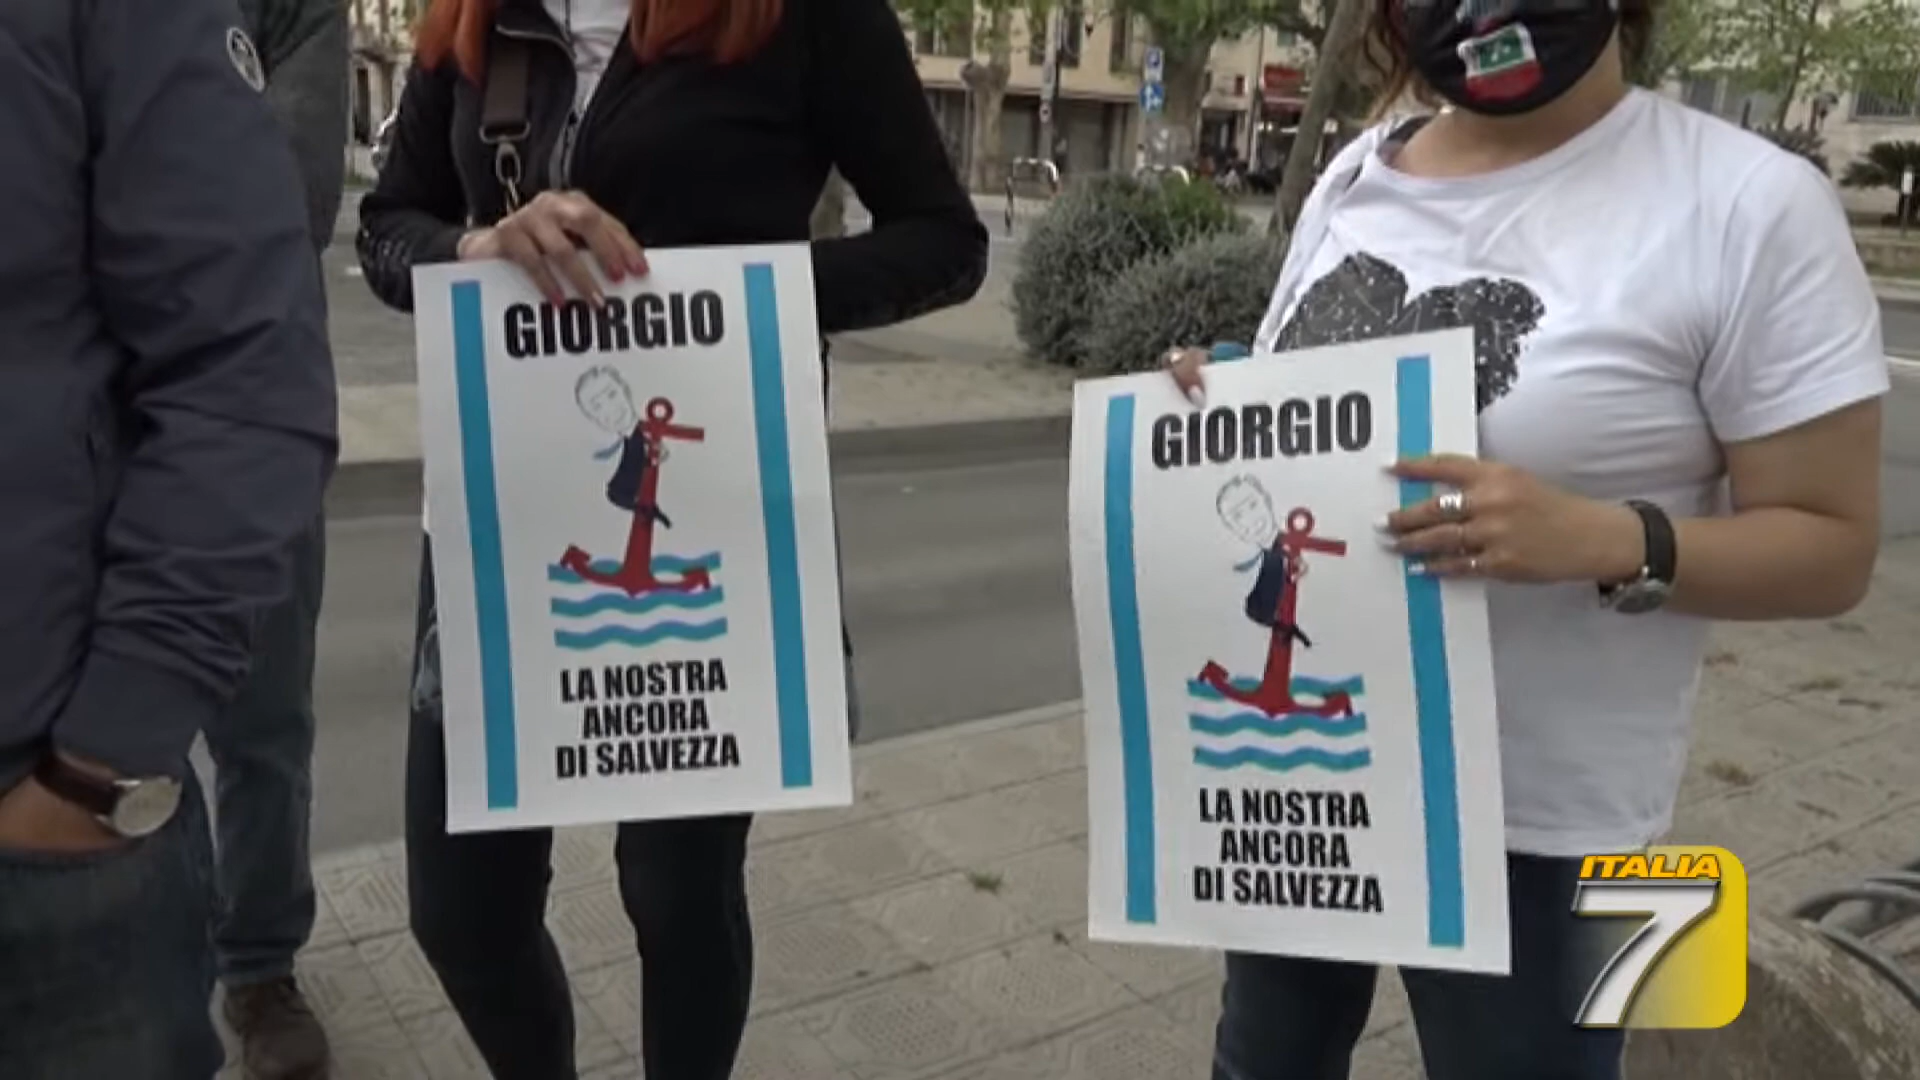 GIORGIO
LA NOSTRA
ANCORA
DI SALVEZZA
GIORGIO
LA NOSTRA
ANCORA
DI SALVEZZA
ITALIA
7